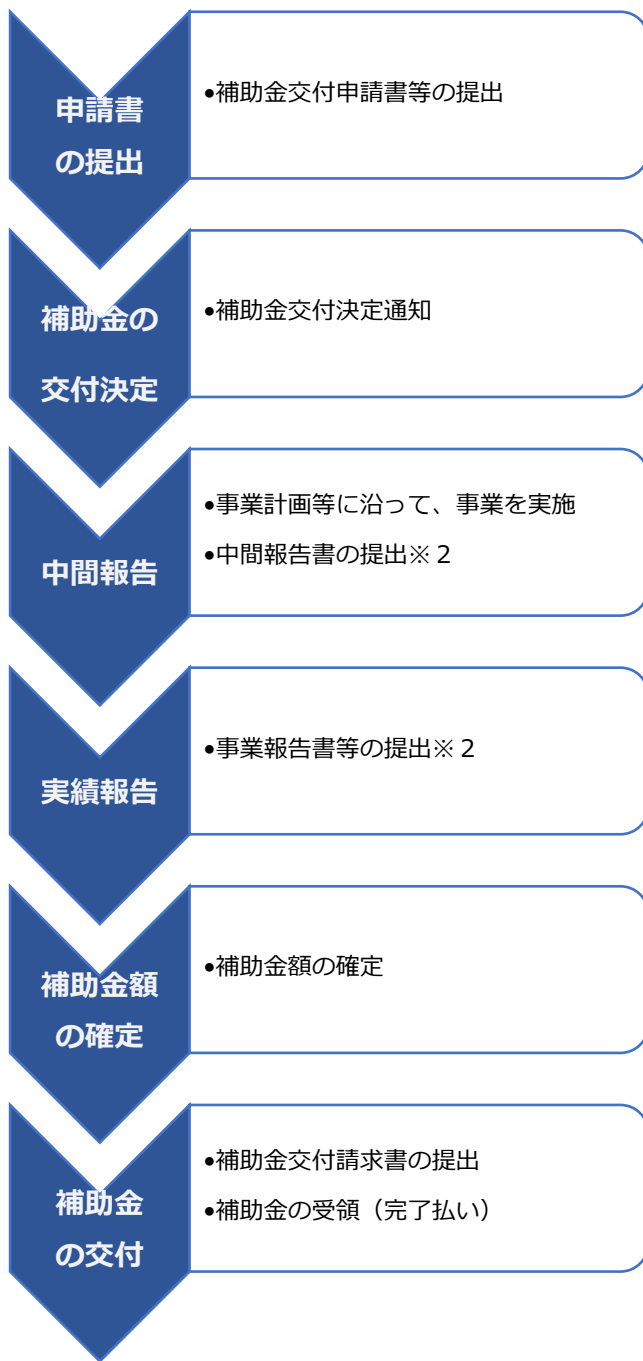 申請書
の提出
•補助金交付申請書等の提出
補助金の
交付決定
•補助金交付決定通知
中間報告
•事業計画等に沿って、事業を実施
•中間報告書の提出※２
実績報告
•事業報告書等の提出※２
補助金額
の確定
•補助金額の確定
補助金
の交付
•補助金交付請求書の提出
•補助金の受領（完了払い）